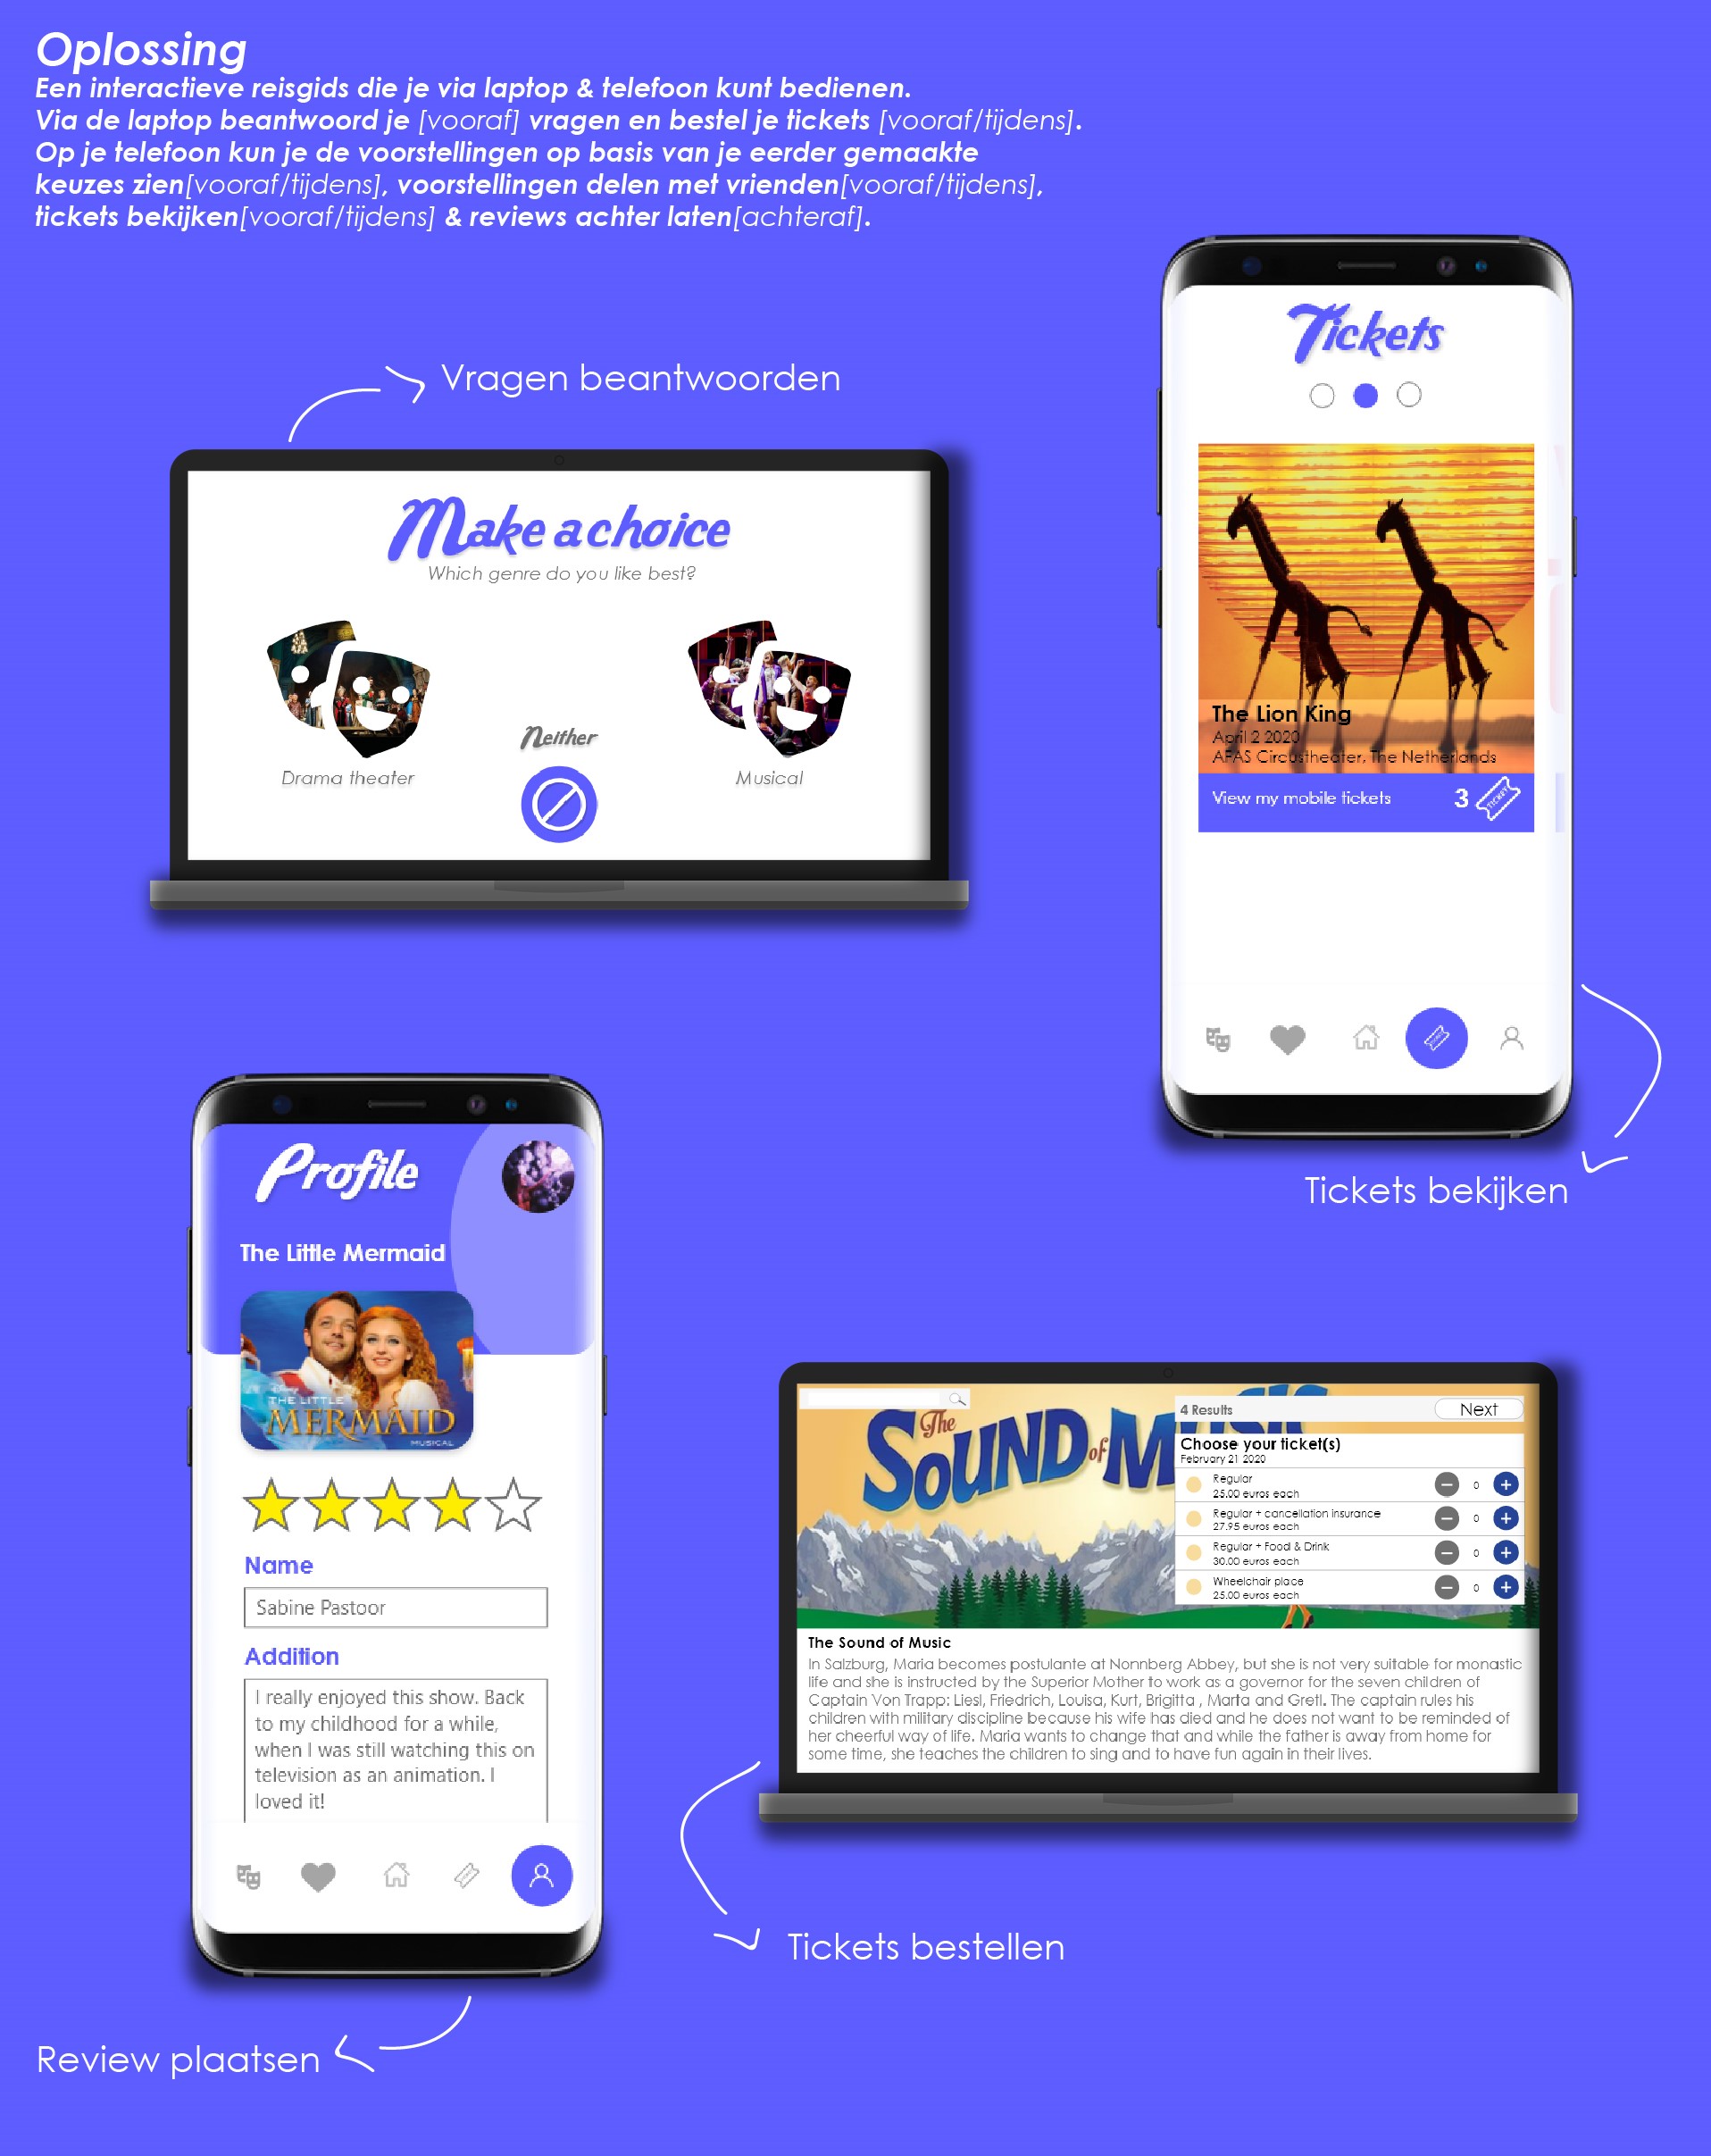 Oplossing
Een interactieve reisgids die je via laptop & telefoon kunt bedienen.
Via de laptop beantwoord je [vooraf] vragen en bestel je tickets [vooraf/tijdens].
Op je telefoon kun je de voorstellingen op basis van je eerder gemaakte
keuzes zien[vooraf/tijdens], voorstellingen delen met vrienden[vooraf/tijdens],
tickets bekijken[vooraf/tijdens] & reviews achter laten[achteraf].
Vragen beantwoorden
Make a choice
Which genre do you like best?
Neither
Drama theater
Musical
Tickets
The Lion King
April 2 2020
AFAS Circustheater, The Netherlands
View my mobile tickets
3
TICKET
Tickets bekijken
Profile
The Little Mermaid
THE LITTLE
MERMAID
MUSICAL
Name
Sabine Pastoor
Addition
I really enjoyed this show. Back
to my childhood for a while,
when I was still watching this on
television as an animation. I
loved it!
Review plaatsen
The
SOUND of MUSIC
4 Results
Next
Choose your ticket(s)
February 21 2020
Regular
25.00 euros each
0
Regular + cancellation insurance
27.95 euros each
0
Regular + Food & Drink
30.00 euros each
0
Wheelchair place
25.00 euros each
0
The Sound of Music
In Salzburg, Maria becomes postulante at Nonnberg Abbey, but she is not very suitable for monastic
life and she is instructed by the Superior Mother to work as a governor for the seven children of
Captain Von Trapp: Liesl, Friedrich, Louisa, Kurt, Brigitta , Marta and Gretl. The captain rules his
children with military discipline because his wife has died and he does not want to be reminded of
her cheerful way of life. Maria wants to change that and while the father is away from home for
some time, she teaches the children to sing and to have fun again in their lives.
Tickets bestellen